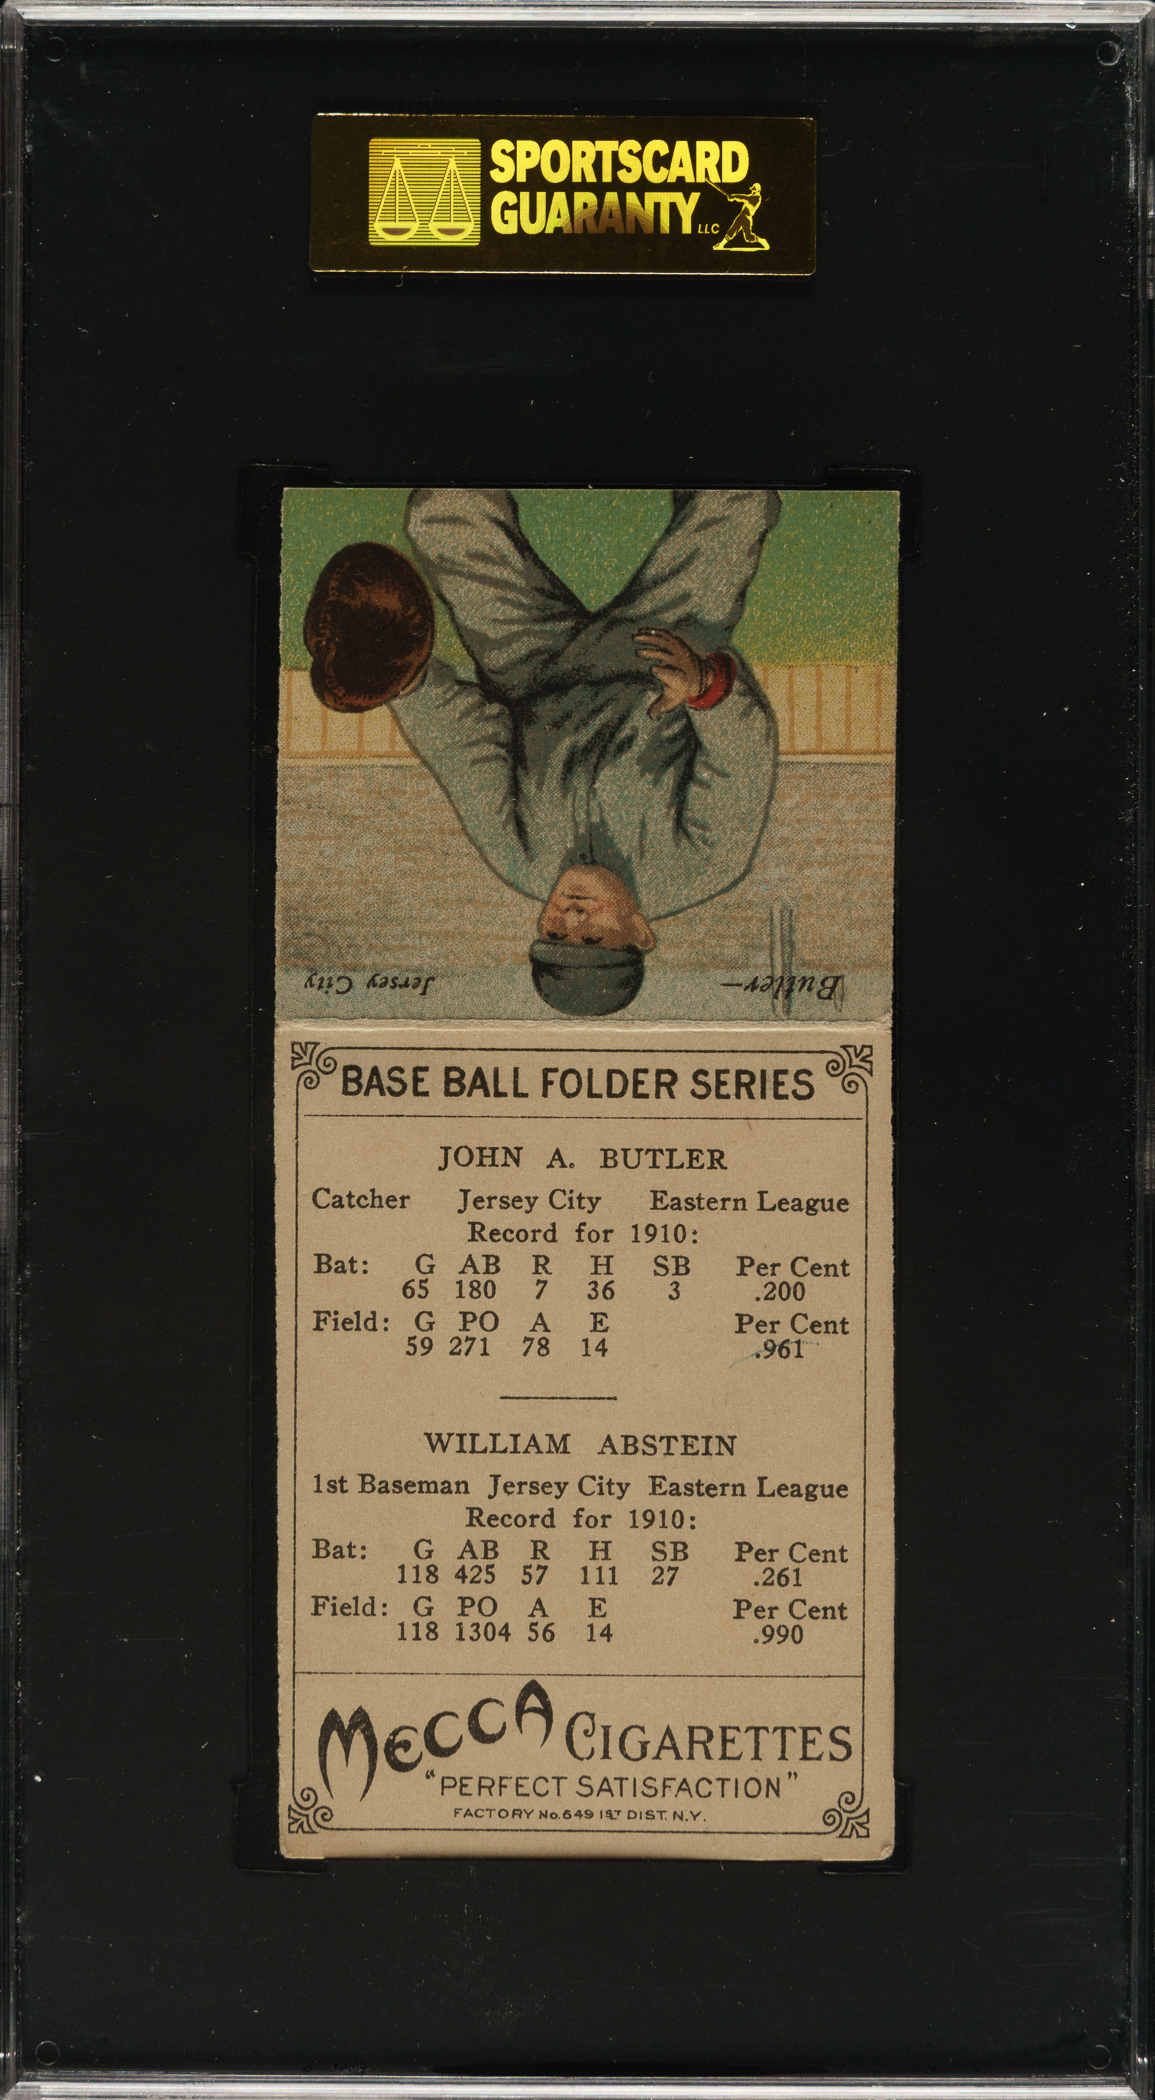 SPORTSCARD
GUARANTY LLC
Butler— Jersey City
BASE BALL FOLDER SERIES
JOHN A. BUTLER
Catcher Jersey City Eastern League
Record for 1910:
Bat: G AB R H SB Per Cent
65 180 7 36 3 .200
Field: G PO A E Per Cent
59 271 78 14 .961
WILLIAM ABSTEIN
1st Baseman Jersey City Eastern League
Record for 1910:
Bat: G AB R H SB Per Cent
118 425 57 111 27 .261
Field: G PO A E Per Cent
118 1304 56 14 .990
MECCA CIGARETTES
"PERFECT SATISFACTION"
FACTORY No. 649 1ST DIST. N.Y.